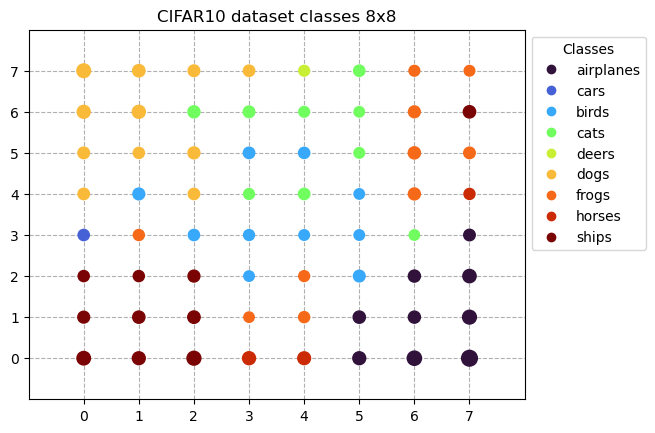 CIFAR10 dataset classes 8x8
7
6
5
4
3
2
1
0
0 1 2 3 4 5 6 7
Classes
airplanes
cars
birds
cats
deers
dogs
frogs
horses
ships